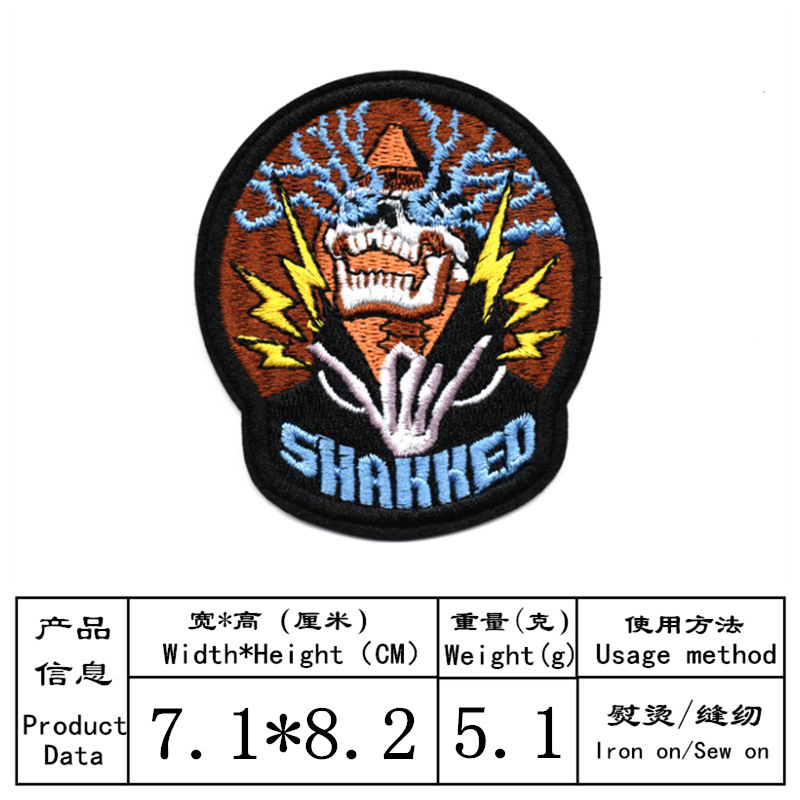 SHAKKED
产品信息
Product Data
宽*高 (厘米)
Width*Height (CM)
重量(克)
Weight(g)
使用方法
Usage method
7.1*8.2
5.1
熨烫/缝纫
Iron on/Sew on